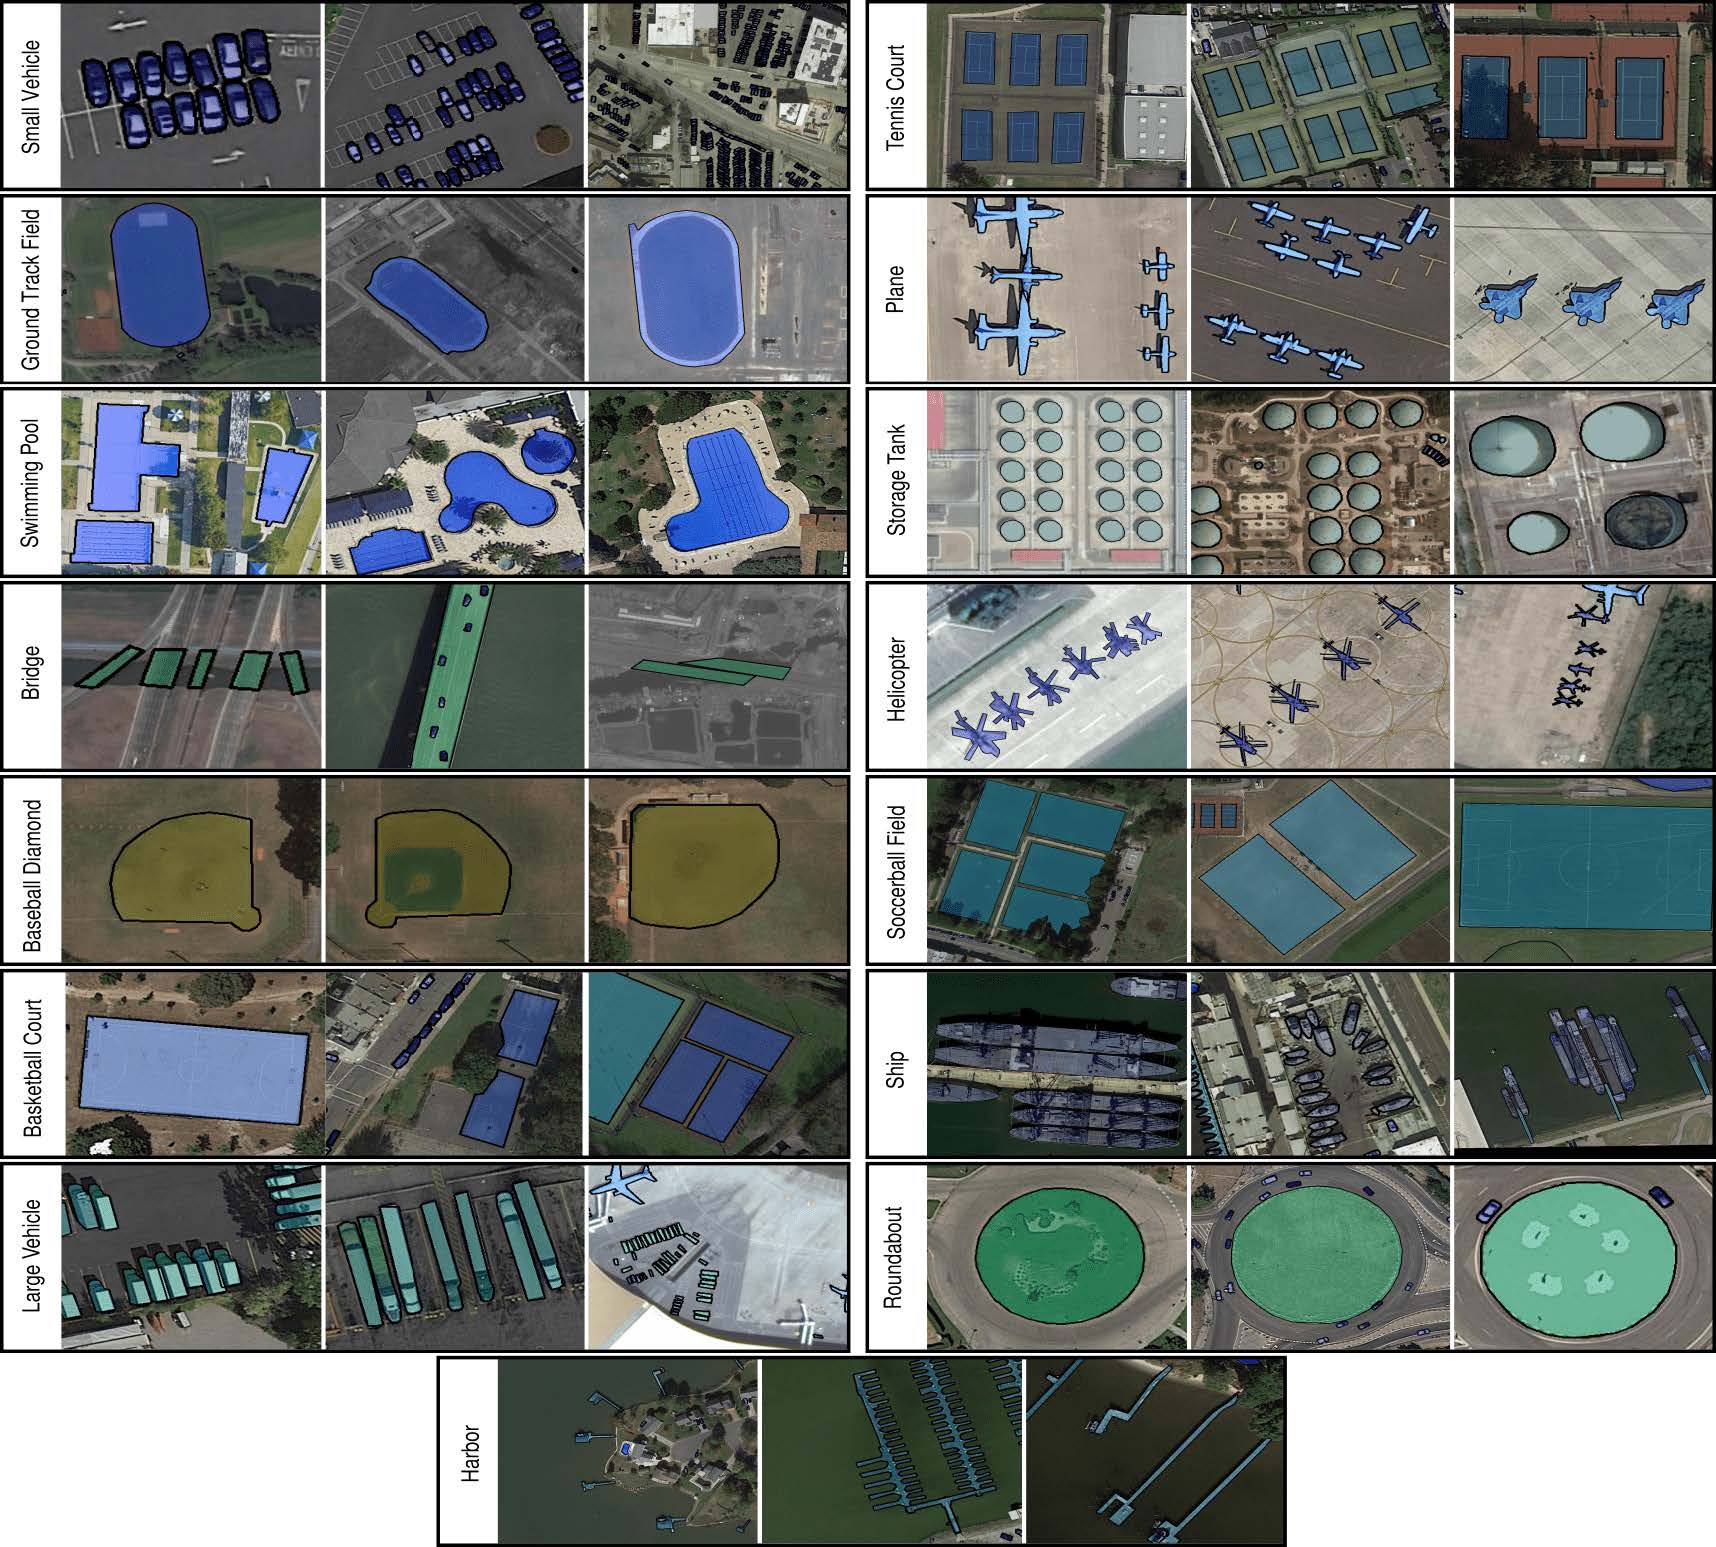 Small Vehicle
Tennis Court
Ground Track Field
Plane
Swimming Pool
Storage Tank
Bridge
Helicopter
Baseball Diamond
Soccerball Field
Basketball Court
Ship
Large Vehicle
Roundabout
Harbor